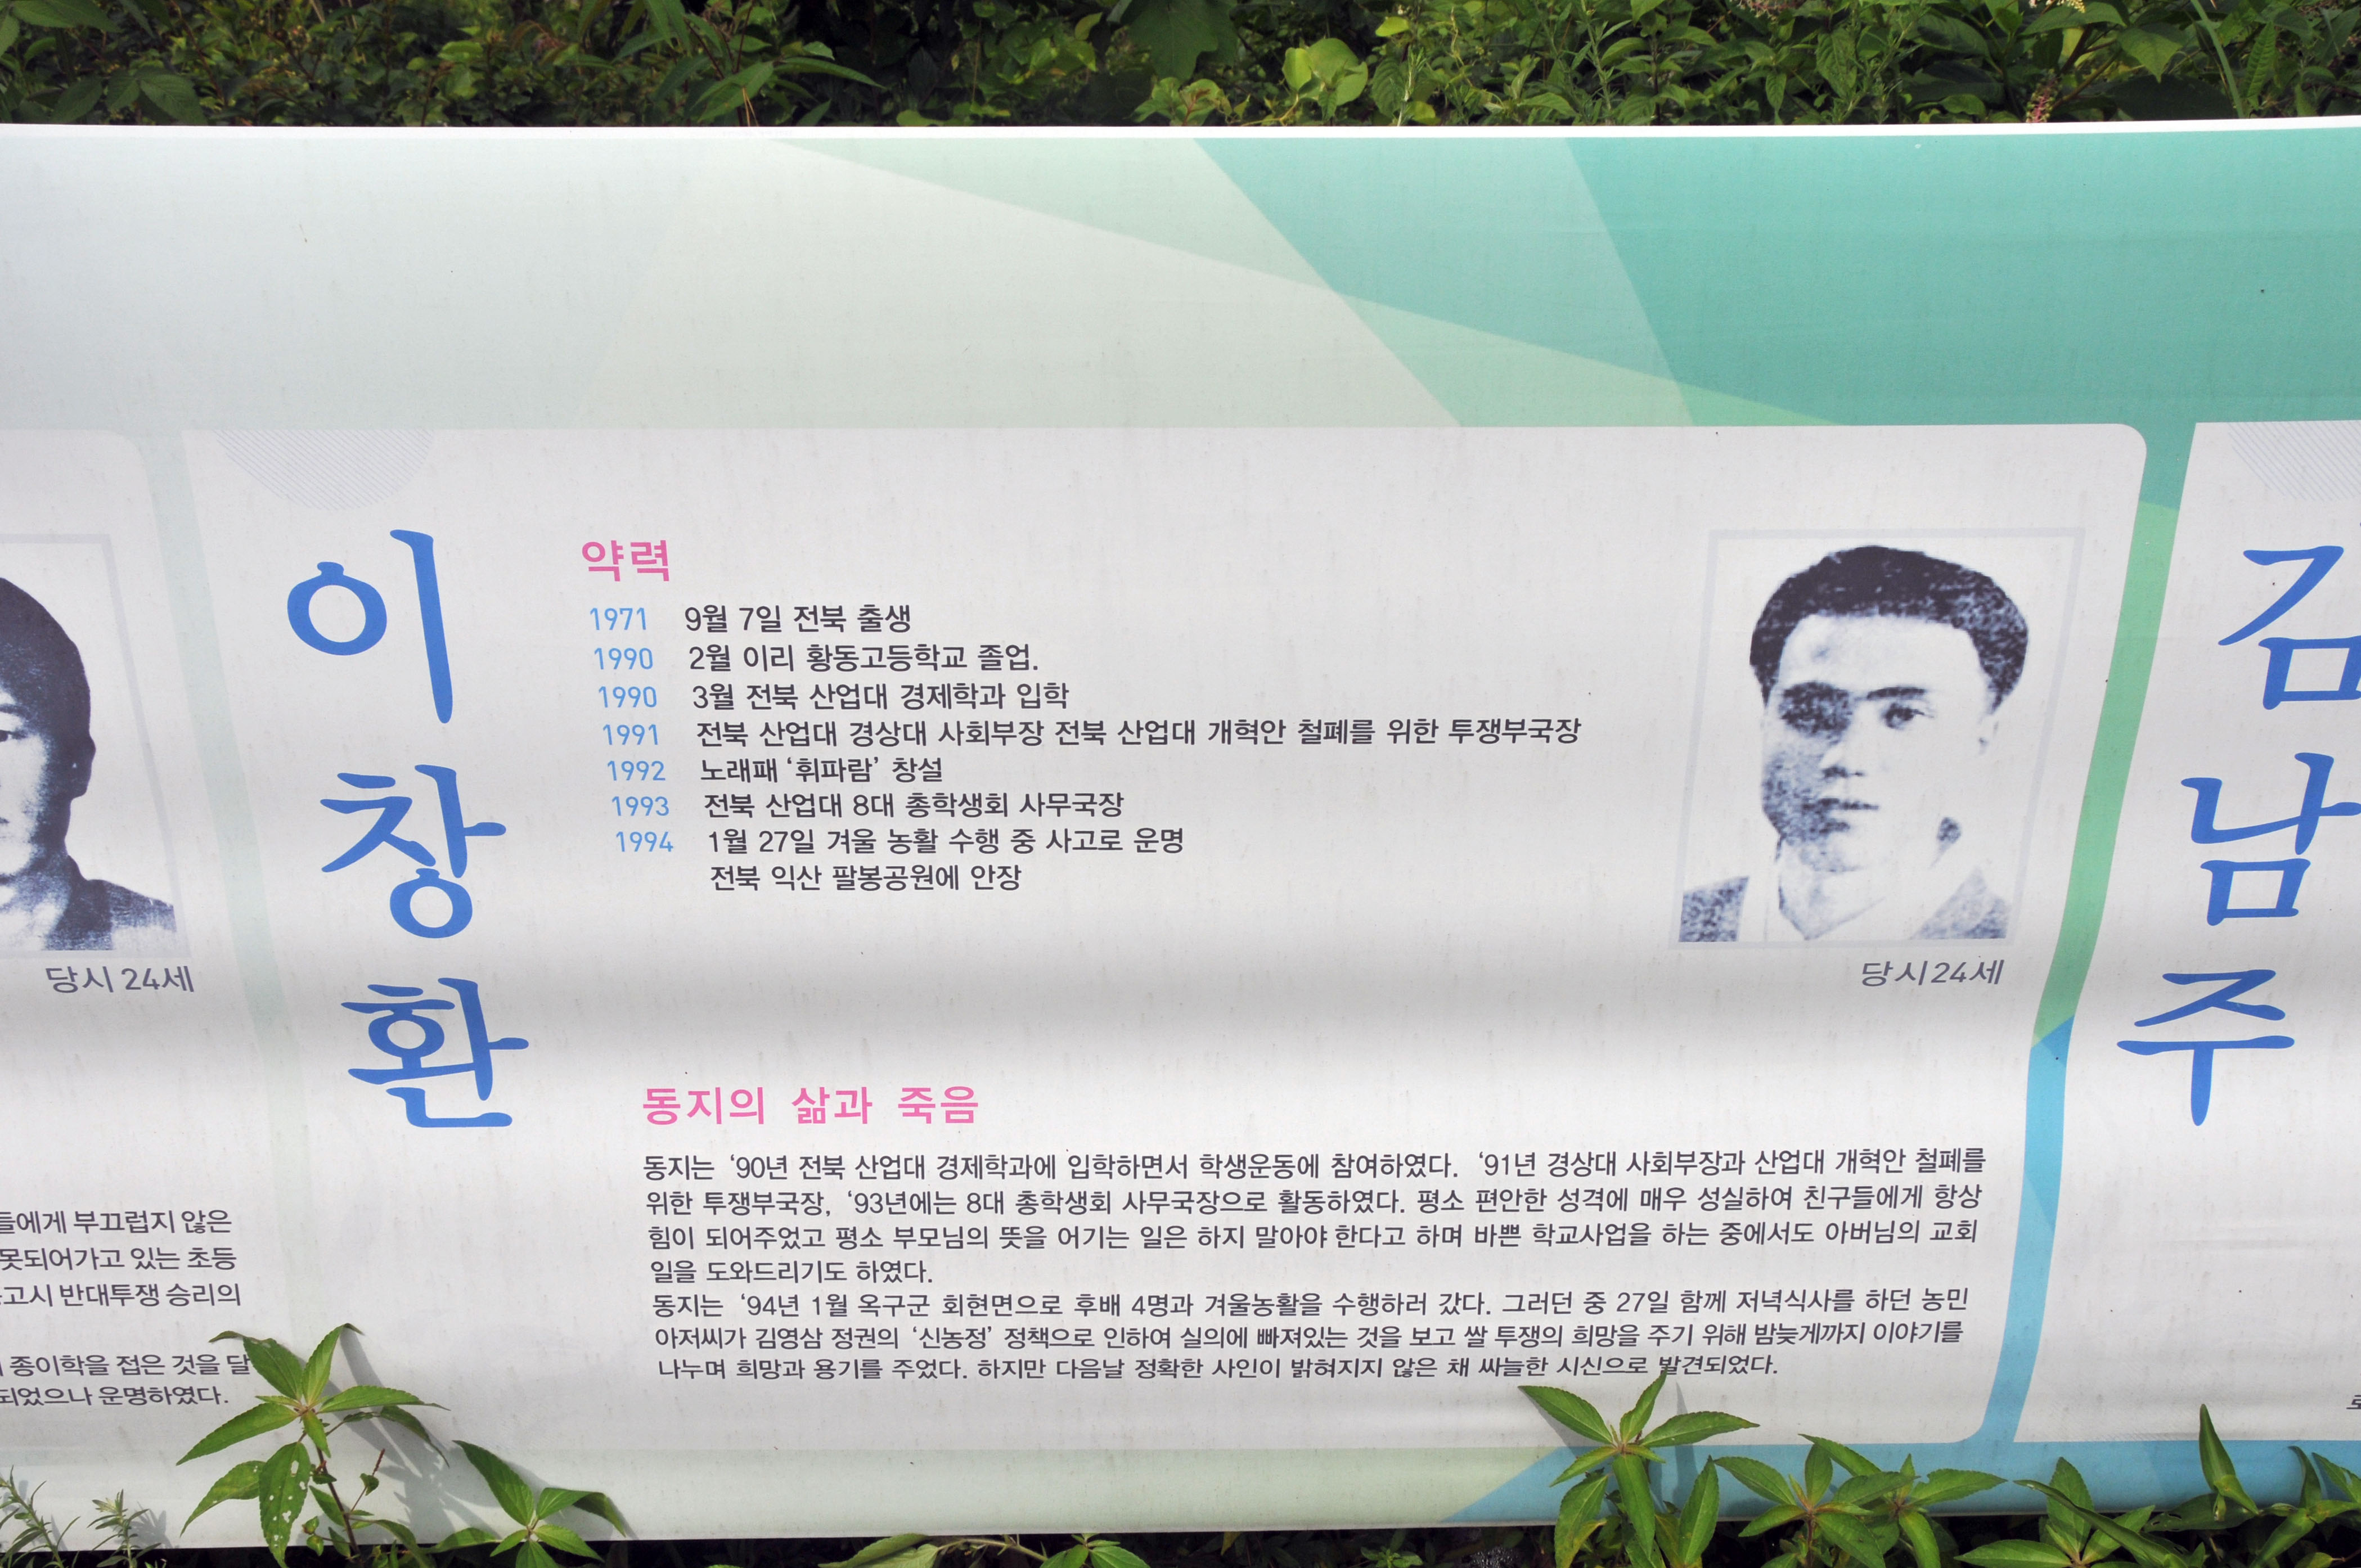 당시 24세
들에게 부끄럽지 않은
못되어가고 있는 초등
고시 반대투쟁 승리의
종이학을 접은 것을 달
되었으나 운명하였다.
이창환
약력
1971 9월 7일 전북 출생
1990 2월 이리 황동고등학교 졸업.
1990 3월 전북 산업대 경제학과 입학
1991 전북 산업대 경상대 사회부장 전북 산업대 개혁안 철폐를 위한 투쟁부국장
1992 노래패 ‘휘파람’ 창설
1993 전북 산업대 8대 총학생회 사무국장
1994 1월 27일 겨울 농활 수행 중 사고로 운명
전북 익산 팔봉공원에 안장
당시 24세
동지의 삶과 죽음
동지는 ‘90년 전북 산업대 경제학과에 입학하면서 학생운동에 참여하였다. ‘91년 경상대 사회부장과 산업대 개혁안 철폐를
위한 투쟁부국장, ‘93년에는 8대 총학생회 사무국장으로 활동하였다. 평소 편안한 성격에 매우 성실하여 친구들에게 항상
힘이 되어주었고 평소 부모님의 뜻을 어기는 일은 하지 말아야 한다고 하며 바쁜 학교사업을 하는 중에서도 아버님의 교회
일을 도와드리기도 하였다.
동지는 ‘94년 1월 옥구군 회현면으로 후배 4명과 겨울농활을 수행하러 갔다. 그러던 중 27일 함께 저녁식사를 하던 농민
아저씨가 김영삼 정권의 ‘신농정’ 정책으로 인하여 실의에 빠져있는 것을 보고 쌀 투쟁의 희망을 주기 위해 밤늦게까지 이야기를
나누며 희망과 용기를 주었다. 하지만 다음날 정확한 사인이 밝혀지지 않은 채 싸늘한 시신으로 발견되었다.
김남주